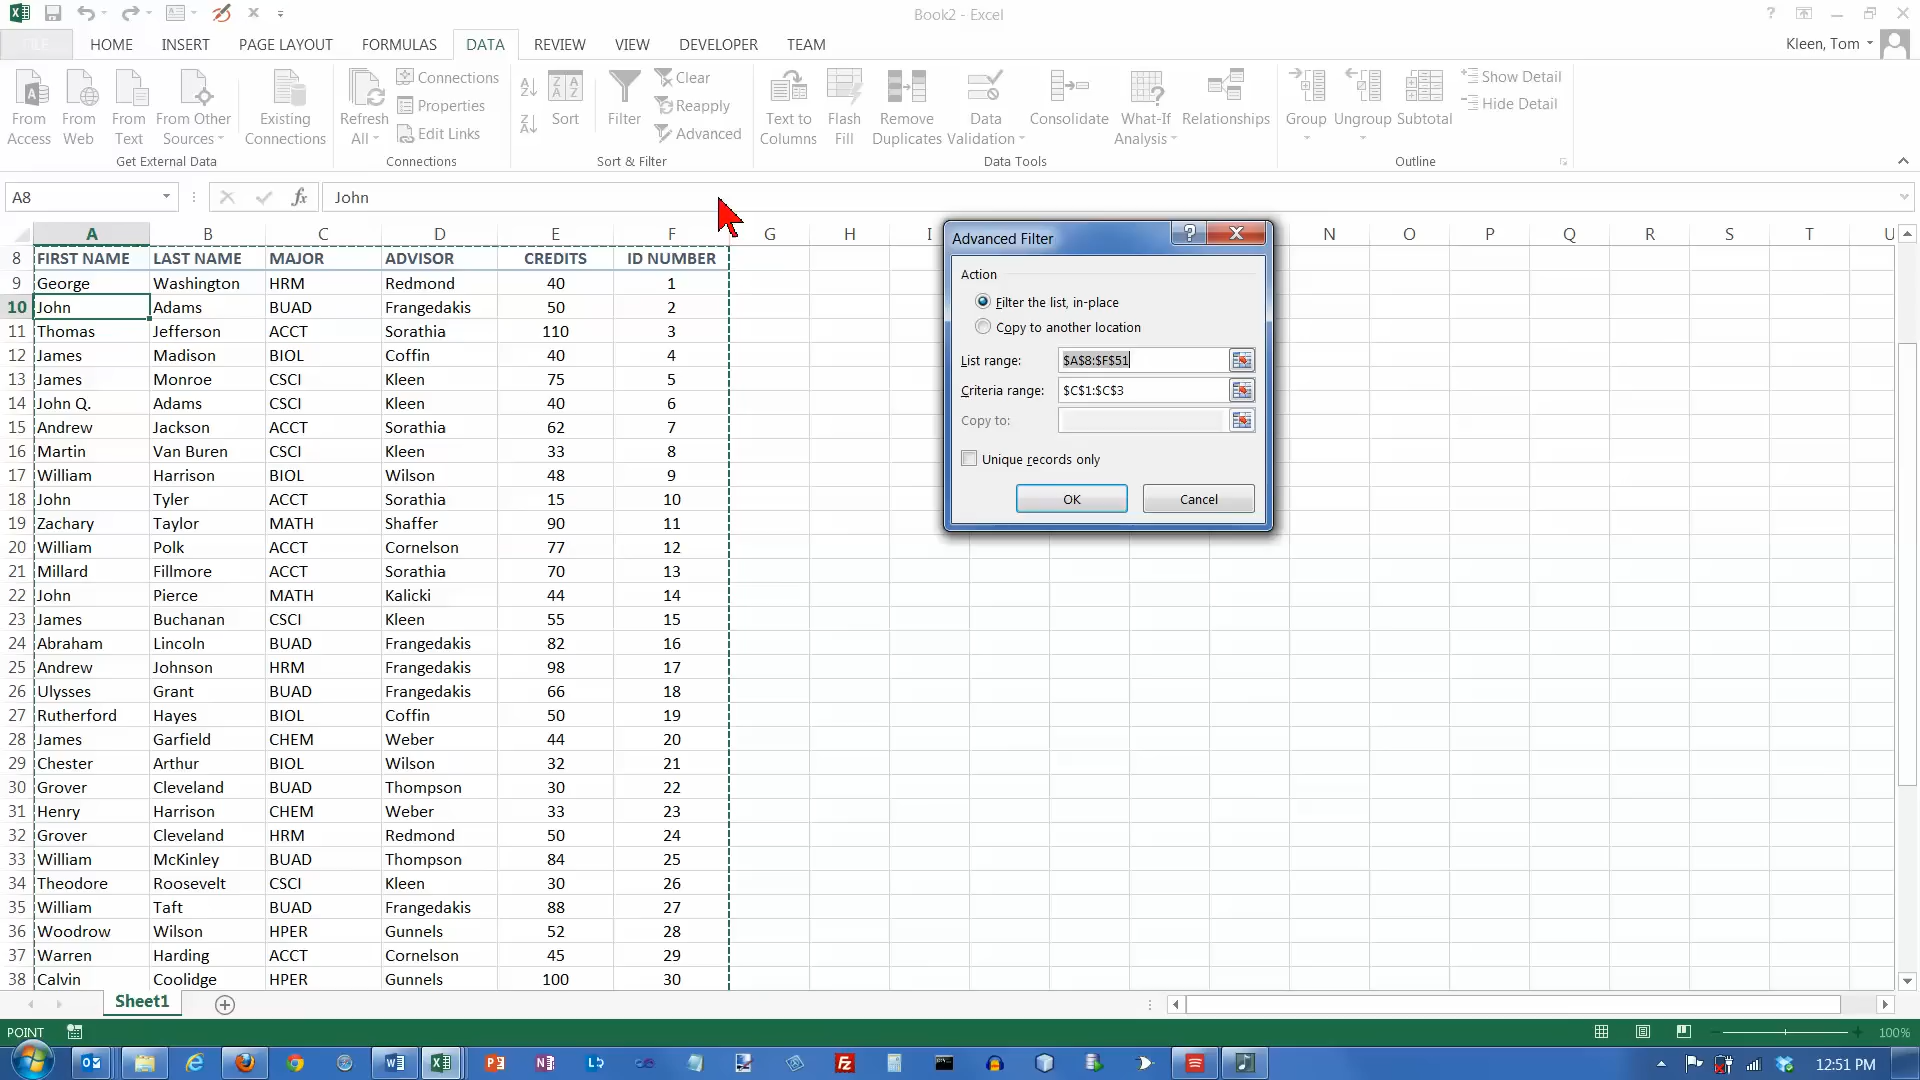 Book2 - Excel
FILE HOME INSERT PAGE LAYOUT FORMULAS DATA REVIEW VIEW DEVELOPER TEAM Kleen, Tom
From Access From Web From Text From Other Sources Existing Connections
Get External Data
Refresh All Connections Properties Edit Links
Connections
Sort Filter Clear Reapply Advanced
Sort & Filter
Text to Columns Flash Fill Remove Duplicates Data Validation Consolidate What-If Analysis Relationships
Data Tools
Group Ungroup Subtotal Show Detail Hide Detail
Outline
A8 fx John
A B C D E F G H I N O P Q R S T U
8 FIRST NAME LAST NAME MAJOR ADVISOR CREDITS ID NUMBER
9 George Washington HRM Redmond 40 1
10 John Adams BUAD Frangedakis 50 2
11 Thomas Jefferson ACCT Sorathia 110 3
12 James Madison BIOL Coffin 40 4
13 James Monroe CSCI Kleen 75 5
14 John Q. Adams CSCI Kleen 40 6
15 Andrew Jackson ACCT Sorathia 62 7
16 Martin Van Buren CSCI Kleen 33 8
17 William Harrison BIOL Wilson 48 9
18 John Tyler ACCT Sorathia 15 10
19 Zachary Taylor MATH Shaffer 90 11
20 William Polk ACCT Cornelson 77 12
21 Millard Fillmore ACCT Sorathia 70 13
22 John Pierce MATH Kalicki 44 14
23 James Buchanan CSCI Kleen 55 15
24 Abraham Lincoln BUAD Frangedakis 82 16
25 Andrew Johnson HRM Frangedakis 98 17
26 Ulysses Grant BUAD Frangedakis 66 18
27 Rutherford Hayes BIOL Coffin 50 19
28 James Garfield CHEM Weber 44 20
29 Chester Arthur BIOL Wilson 32 21
30 Grover Cleveland BUAD Thompson 30 22
31 Henry Harrison CHEM Weber 33 23
32 Grover Cleveland HRM Redmond 50 24
33 William McKinley BUAD Thompson 84 25
34 Theodore Roosevelt CSCI Kleen 30 26
35 William Taft BUAD Frangedakis 88 27
36 Woodrow Wilson HPER Gunnels 52 28
37 Warren Harding ACCT Cornelson 45 29
38 Calvin Coolidge HPER Gunnels 100 30
Advanced Filter
Action
Filter the list, in-place
Copy to another location
List range: $A$8:$F$51
Criteria range: $C$1:$C$3
Copy to:
Unique records only
OK Cancel
Sheet1
POINT 100%
12:51 PM